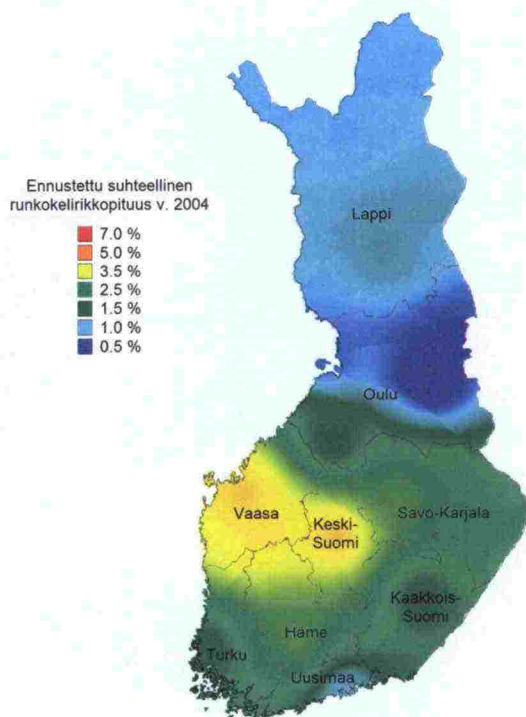 Ennustettu suhteellinen
runkokelirikkopituus v. 2004
7.0 %
5.0 %
3.5 %
2.5 %
1.5 %
1.0 %
0.5 %
Lappi
Oulu
Vaasa
Keski-
Suomi
Savo-Karjala
Kaakkois-
Suomi
Häme
Turku
Uusimaa